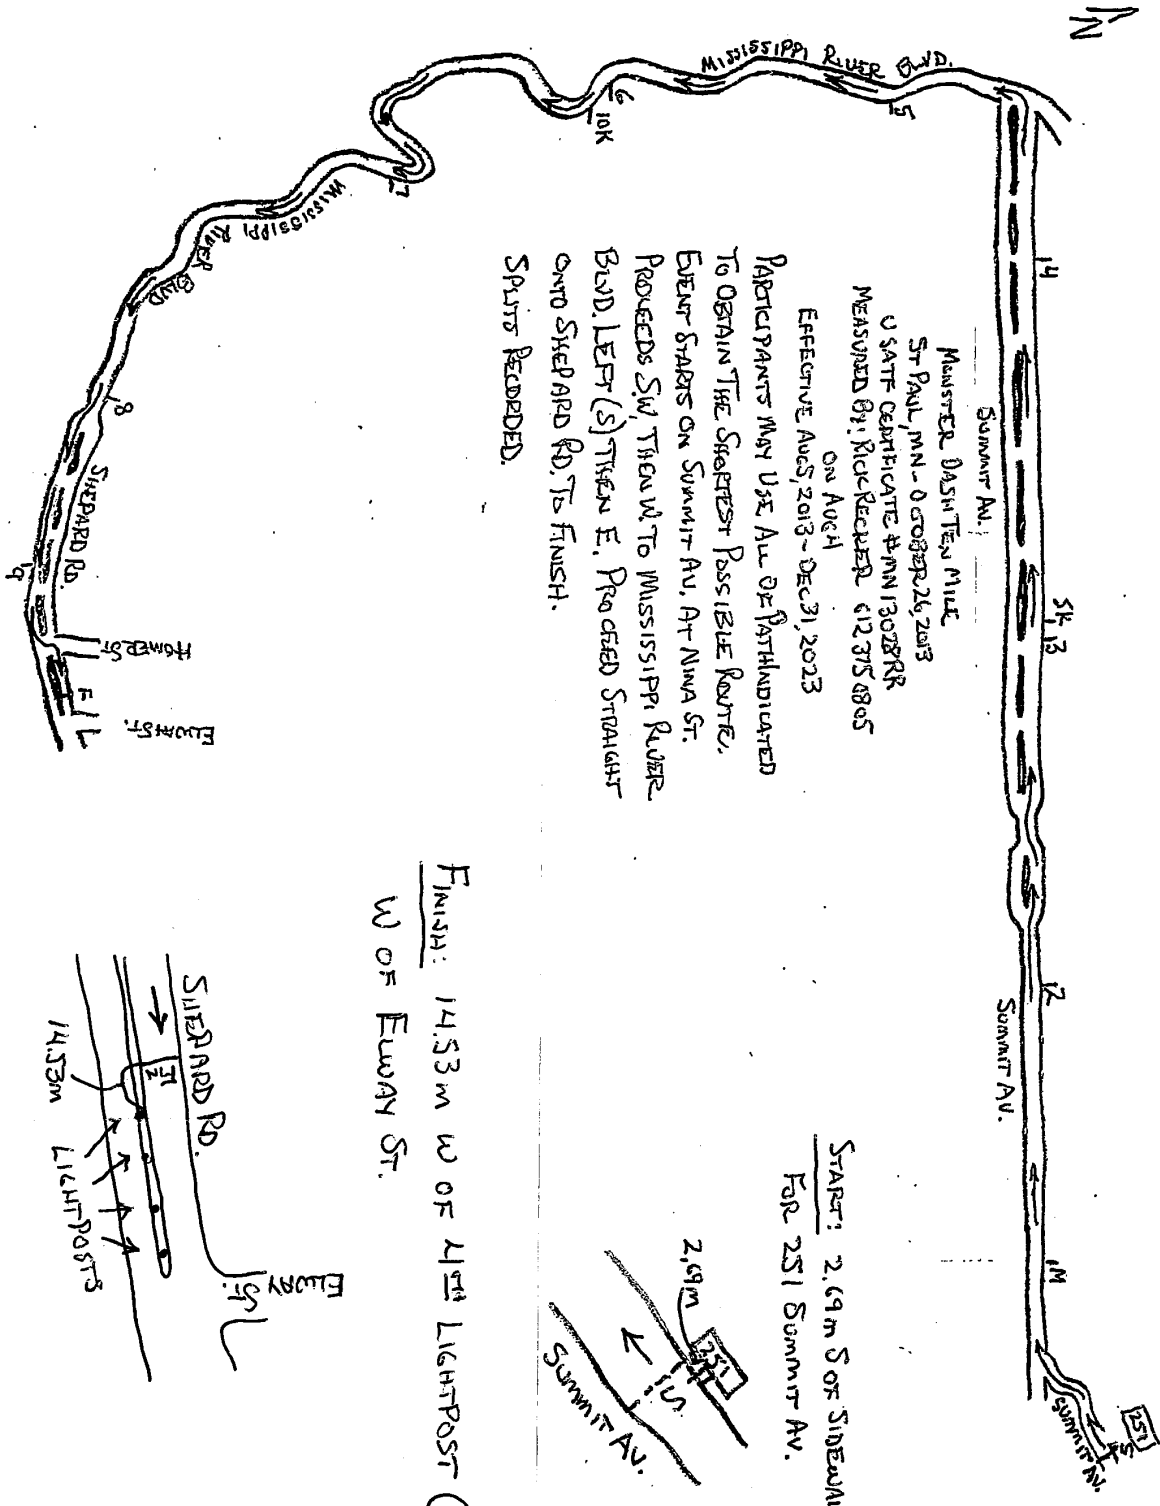 N
SUMMIT AV.
SUMMIT AV.
SUMMIT AV.
251
S
1M
12
13
5K
14
MONSTER DASH TEN MILE
ST PAUL, MN - OCTOBER 26, 2013
USATF CERTIFICATE #MN13028RR
MEASURED BY: RICK RECKER 612 375 0805
ON AUG 4
EFFECTIVE AUG 5, 2013 - DEC 31, 2023
PARTICIPANTS MAY USE ALL OF PATH INDICATED
TO OBTAIN THE SHORTEST POSSIBLE ROUTE.
EVENT STARTS ON SUMMIT AV. AT NINA ST.
PROCEEDS SW, THEN W. TO MISSISSIPPI RIVER
BLVD. LEFT (S) THEN E. PROCEED STRAIGHT
ONTO SHEPARD RD. TO FINISH.
SPLITS RECORDED.
MISSISSIPPI RIVER BLVD.
5
6
10K
7
MISSISSIPPI RIVER BLVD
8
SHEPARD RD.
9
HOMER ST
F
ELWAY ST.
START: 2.69m S OF
FOR 251 SUMMIT AV.
251
2.69m
S
SUMMIT AV.
FINISH: 14.53m W OF 4TH LIGHTPOST
W OF ELWAY ST.
SHEPARD RD.
ELWAY
ST.
14.53m
LIGHTPOSTS